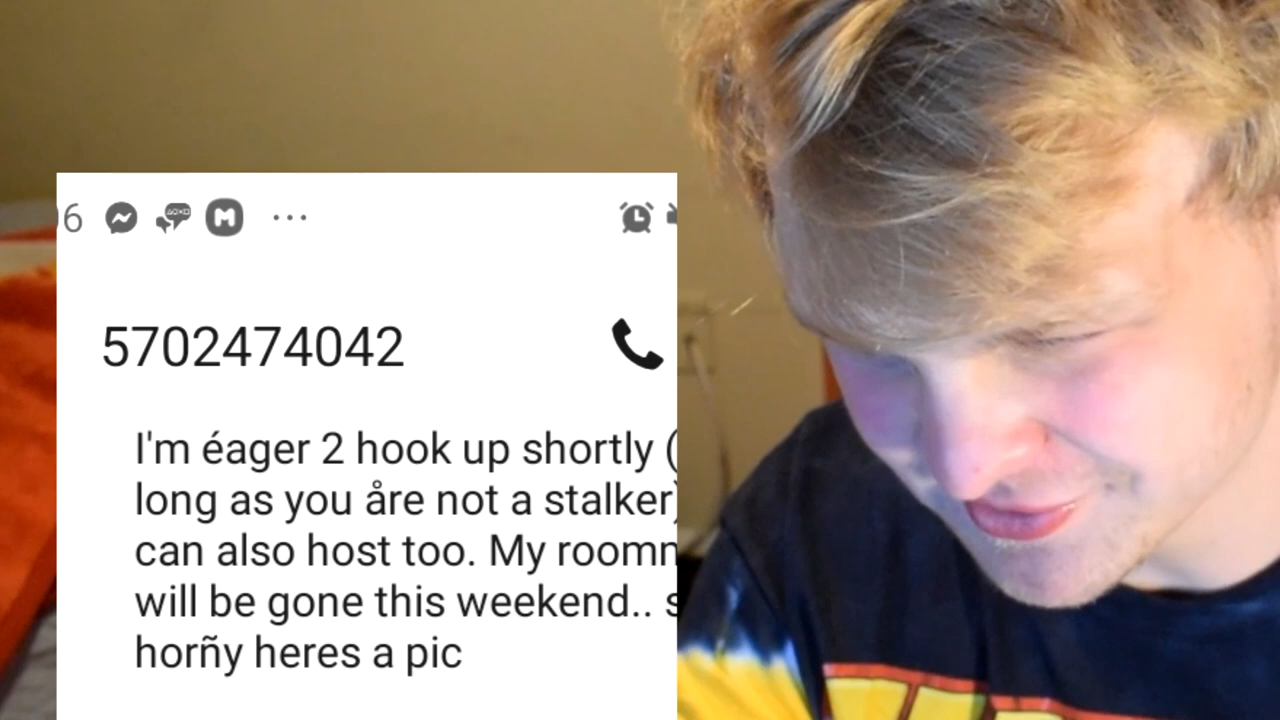 6
5702474042
I'm éager 2 hook up shortly (
long as you åre not a stalker)
can also host too. My
will be gone this weekend.. s
horñy heres a pic